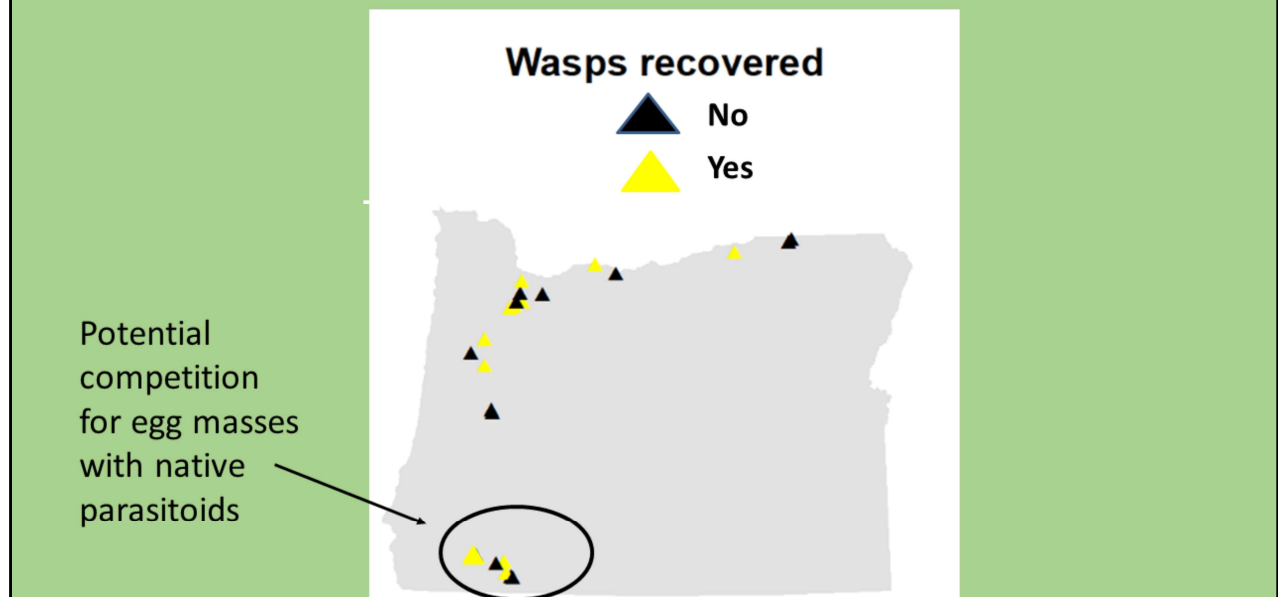 Wasps recovered
No
Yes
Potential
competition
for egg masses
with native
parasitoids